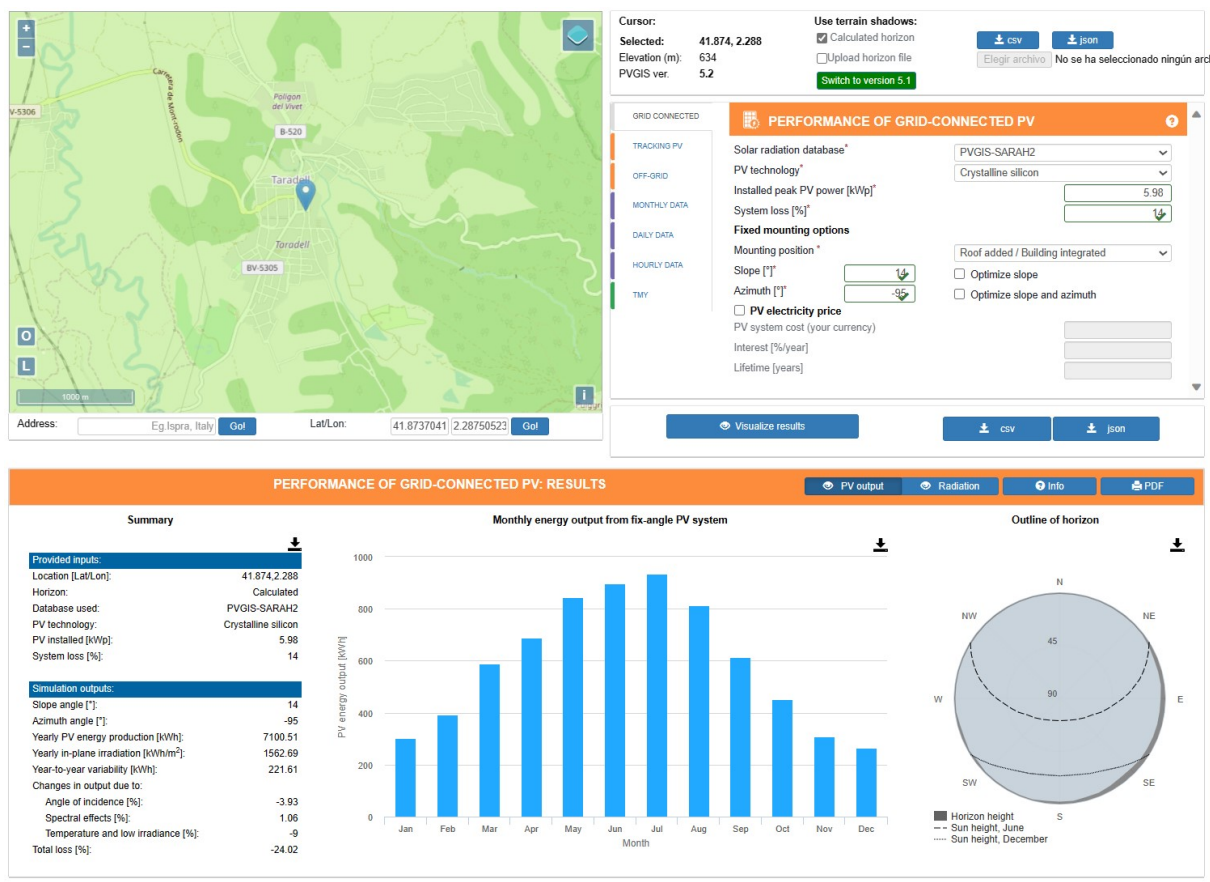 +
−
Carretera de Mont-rodon
BV-5306
Polígon
del Vivet
B-520
Taradell
Taradell
BV-5305
O
L
1000 m
i
Address:
Eg.Ispra, Italy
Go!
Lat/Lon:
41.8737041
2.28750523
Go!
Cursor:
Selected: 41.874, 2.288
Elevation (m): 634
PVGIS ver. 5.2
Use terrain shadows:
Calculated horizon
Upload horizon file
Switch to version 5.1
csv
json
Elegir archivo No se ha seleccionado ningún arc
GRID CONNECTED
TRACKING PV
OFF-GRID
MONTHLY DATA
DAILY DATA
HOURLY DATA
TMY
PERFORMANCE OF GRID-CONNECTED PV
?
Solar radiation database* PVGIS-SARAH2
PV technology* Crystalline silicon
Installed peak PV power [kWp]* 5.98
System loss [%]* 14
Fixed mounting options
Mounting position * Roof added / Building integrated
Slope [°]* 14 Optimize slope
Azimuth [°]* -95 Optimize slope and azimuth
PV electricity price
PV system cost (your currency)
Interest [%/year]
Lifetime [years]
Visualize results
csv
json
PERFORMANCE OF GRID-CONNECTED PV: RESULTS
PV output
Radiation
Info
PDF
Summary
Provided inputs:
Location [Lat/Lon]: 41.874,2.288
Horizon: Calculated
Database used: PVGIS-SARAH2
PV technology: Crystalline silicon
PV installed [kWp]: 5.98
System loss [%]: 14
Simulation outputs:
Slope angle [°]: 14
Azimuth angle [°]: -95
Yearly PV energy production [kWh]: 7100.51
Yearly in-plane irradiation [kWh/m²]: 1562.69
Year-to-year variability [kWh]: 221.61
Changes in output due to:
Angle of incidence [%]: -3.93
Spectral effects [%]: 1.06
Temperature and low irradiance [%]: -9
Total loss [%]: -24.02
Monthly energy output from fix-angle PV system
PV energy output [kWh]
1000
800
600
400
200
0
Jan Feb Mar Apr May Jun Jul Aug Sep Oct Nov Dec
Month
Outline of horizon
N
NW
NE
45
90
W
E
SW
SE
S
Horizon height
Sun height, June
Sun height, December